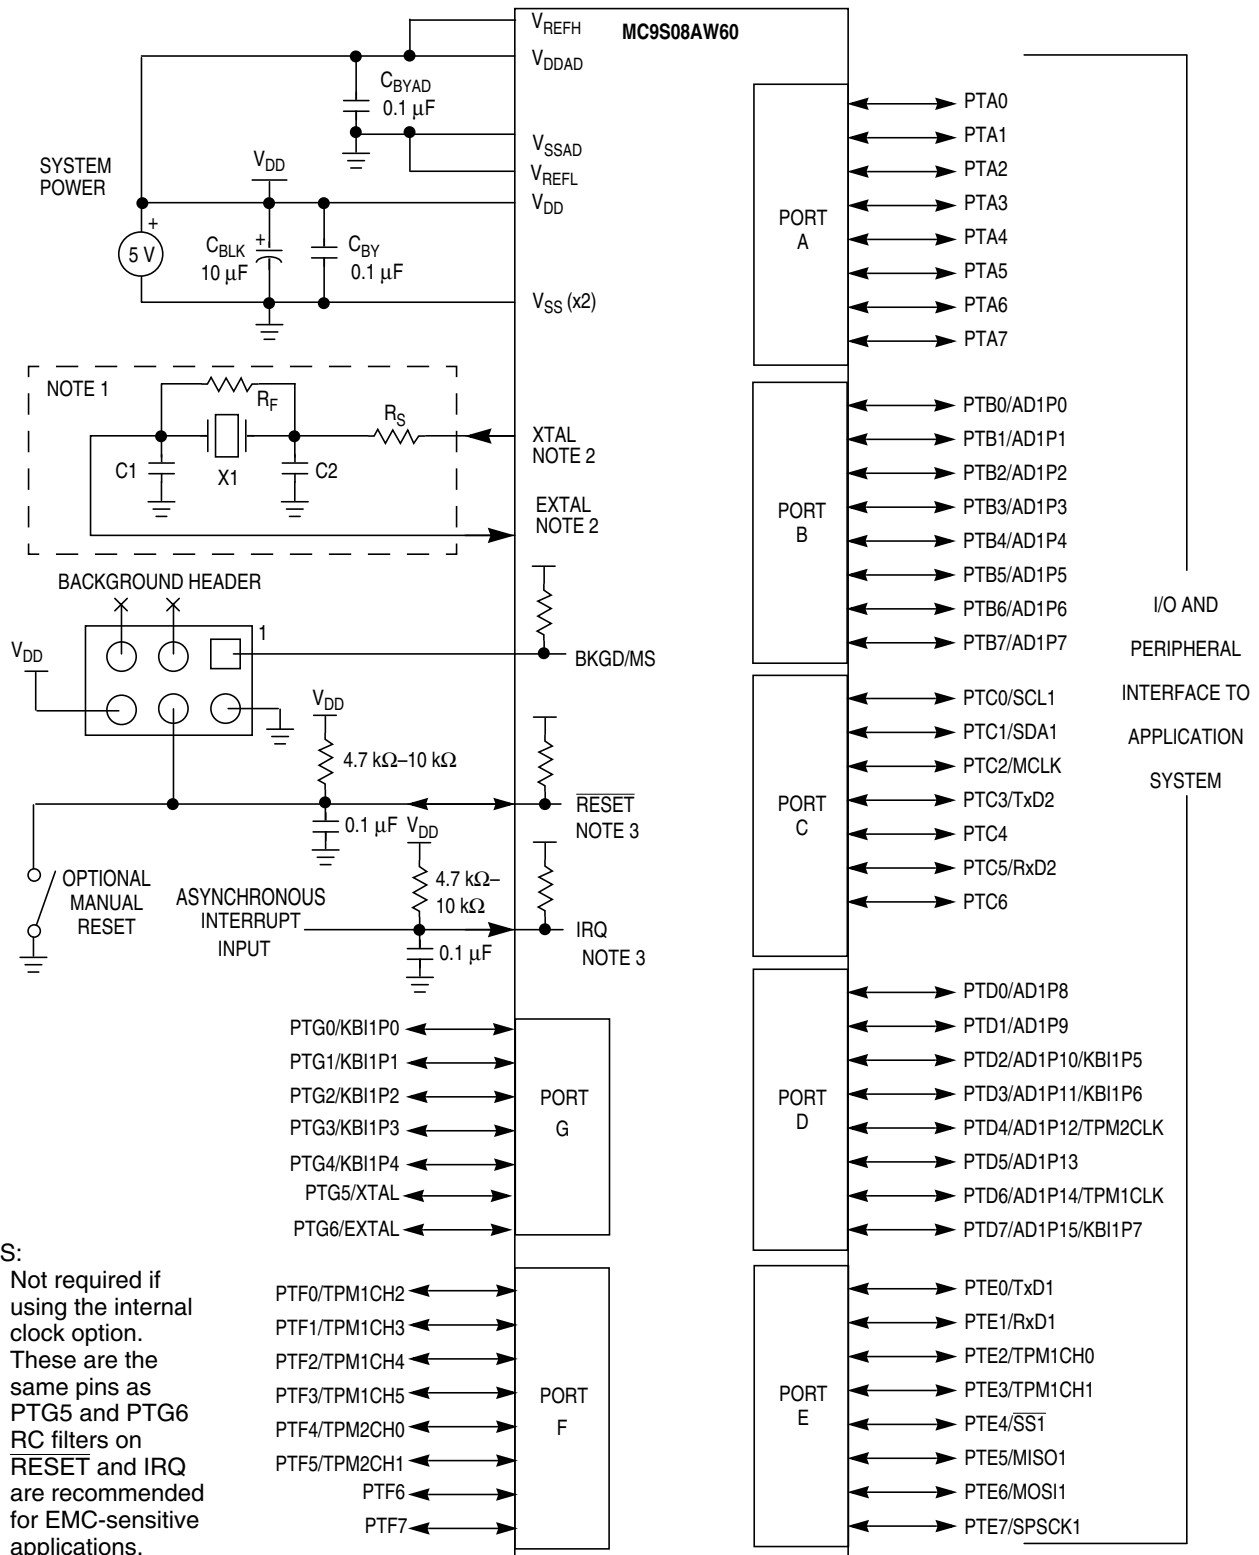 MC9S08AW60
VREFH
VDDAD
CBYAD
0.1 µF
VSSAD
VREFL
VDD
SYSTEM
POWER
VDD
+
5 V
CBLK
+
10 µF
CBY
0.1 µF
VSS (x2)
NOTE 1
RF
RS
C1
X1
C2
XTAL
NOTE 2
EXTAL
NOTE 2
BACKGROUND HEADER
1
VDD
BKGD/MS
VDD
4.7 kΩ–10 kΩ
0.1 µF
RESET
NOTE 3
VDD
4.7 kΩ–
10 kΩ
OPTIONAL
MANUAL
RESET
ASYNCHRONOUS
INTERRUPT
INPUT
0.1 µF
IRQ
NOTE 3
PTG0/KBI1P0
PTG1/KBI1P1
PTG2/KBI1P2
PTG3/KBI1P3
PTG4/KBI1P4
PTG5/XTAL
PTG6/EXTAL
PORT
G
PTF0/TPM1CH2
PTF1/TPM1CH3
PTF2/TPM1CH4
PTF3/TPM1CH5
PTF4/TPM2CH0
PTF5/TPM2CH1
PTF6
PTF7
PORT
F
S:
Not required if
using the internal
clock option.
These are the
same pins as
PTG5 and PTG6
RC filters on
RESET and IRQ
are recommended
for EMC-sensitive
applications.
PORT
A
PTA0
PTA1
PTA2
PTA3
PTA4
PTA5
PTA6
PTA7
PORT
B
PTB0/AD1P0
PTB1/AD1P1
PTB2/AD1P2
PTB3/AD1P3
PTB4/AD1P4
PTB5/AD1P5
PTB6/AD1P6
PTB7/AD1P7
PORT
C
PTC0/SCL1
PTC1/SDA1
PTC2/MCLK
PTC3/TxD2
PTC4
PTC5/RxD2
PTC6
PORT
D
PTD0/AD1P8
PTD1/AD1P9
PTD2/AD1P10/KBI1P5
PTD3/AD1P11/KBI1P6
PTD4/AD1P12/TPM2CLK
PTD5/AD1P13
PTD6/AD1P14/TPM1CLK
PTD7/AD1P15/KBI1P7
PORT
E
PTE0/TxD1
PTE1/RxD1
PTE2/TPM1CH0
PTE3/TPM1CH1
PTE4/SS1
PTE5/MISO1
PTE6/MOSI1
PTE7/SPSCK1
I/O AND
PERIPHERAL
INTERFACE TO
APPLICATION
SYSTEM